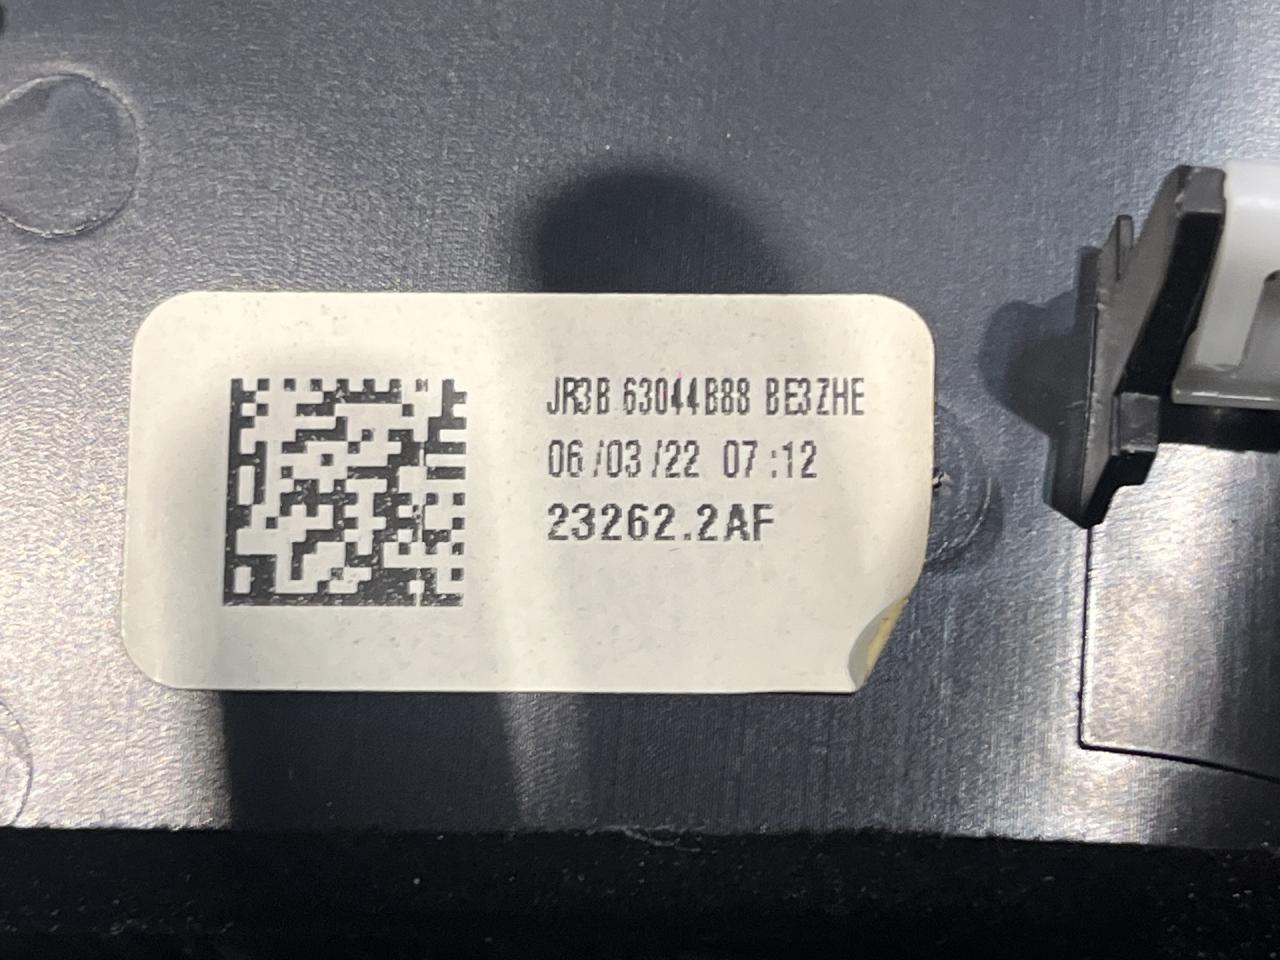 JR3B 63044B88 BE3ZHE
06/03/22 07:12
23262.2AF